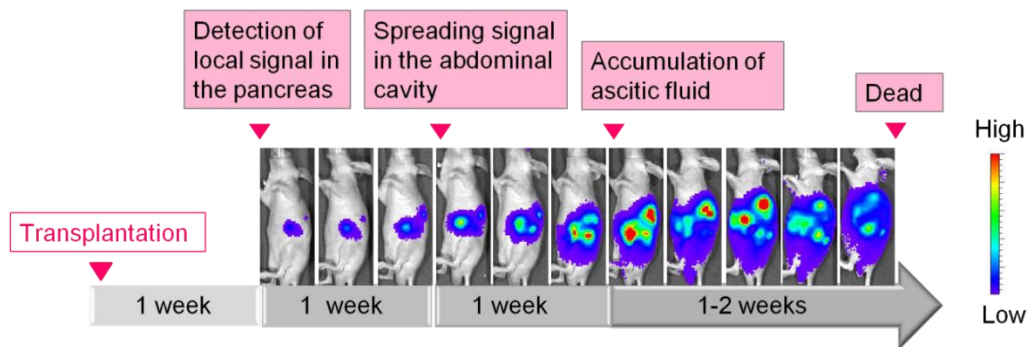 Detection of
local signal in
the pancreas
Spreading signal
in the abdominal
cavity
Accumulation of
ascitic fluid
Dead
High
Transplantation
1 week
1 week
1 week
1-2 weeks
Low